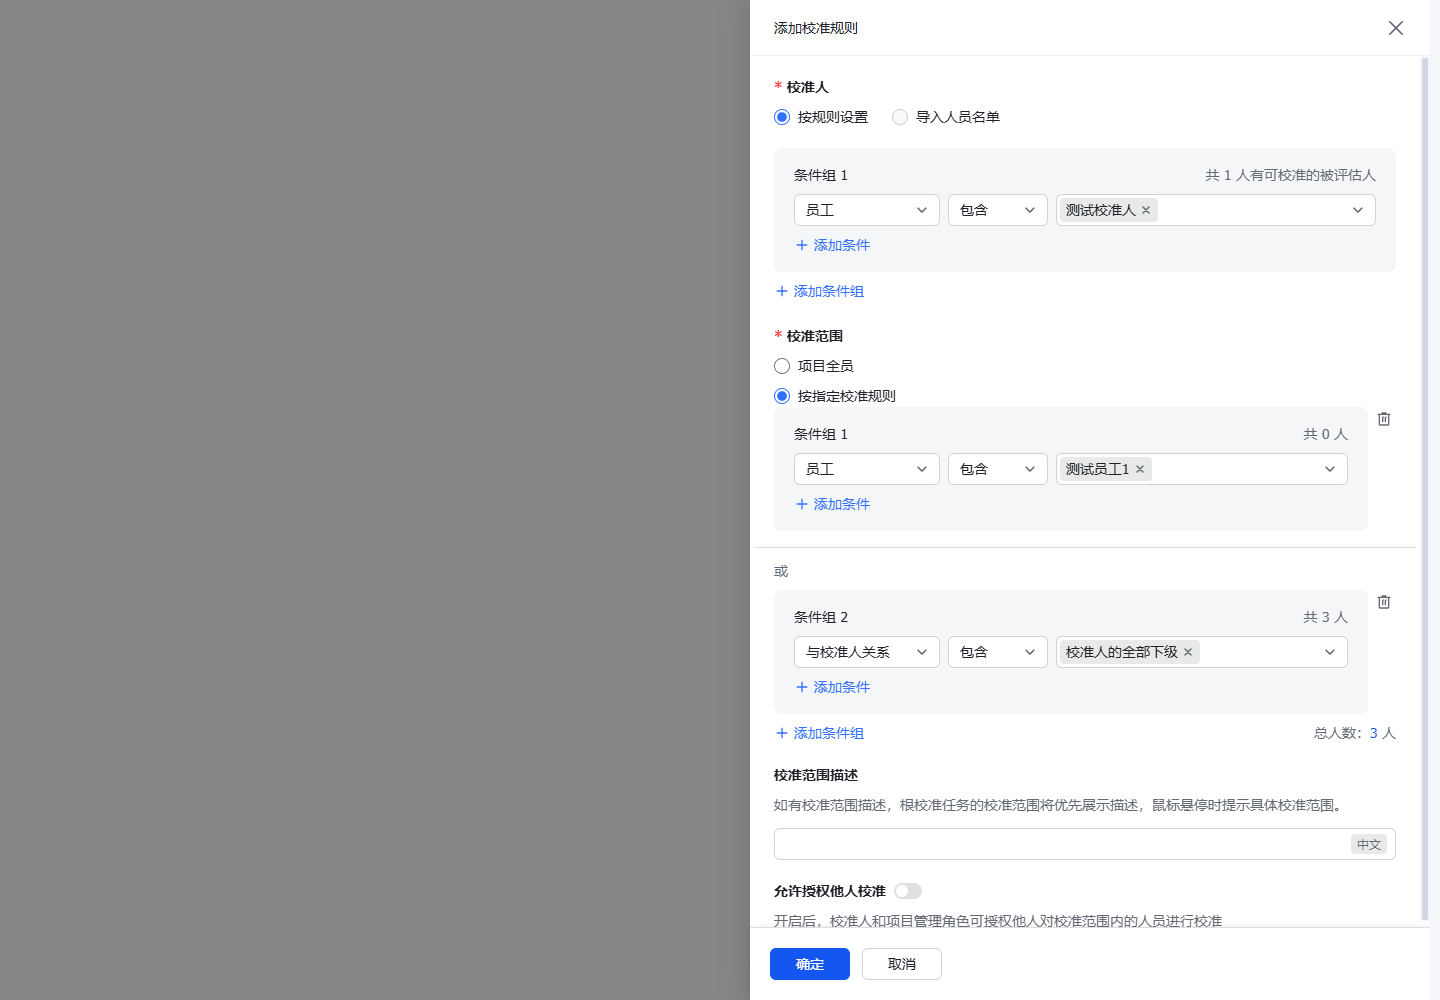 添加校准规则
* 校准人
按规则设置 导入人员名单
条件组 1 共 1 人有可校准的被评估人
员工 包含 测试校准人
添加条件
添加条件组
* 校准范围
项目全员
按指定校准规则
条件组 1 共 0 人
员工 包含 测试员工1
添加条件
或
条件组 2 共 3 人
与校准人关系 包含 校准人的全部下级
添加条件
添加条件组 总人数：3 人
校准范围描述
如有校准范围描述，根校准任务的校准范围将优先展示描述，鼠标悬停时提示具体校准范围。
中文
允许授权他人校准
开启后，校准人和项目管理角色可授权他人对校准范围内的人员进行校准
确定 取消